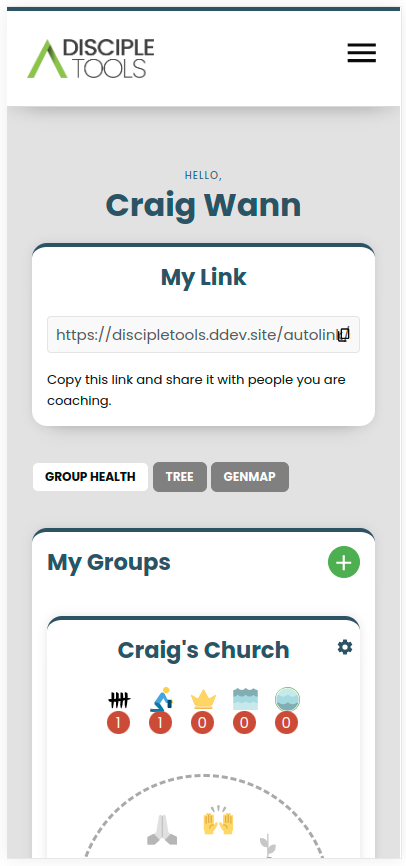 DISCIPLE
TOOLS
HELLO,
Craig Wann
My Link
https://discipletools.ddev.site/autolink/
Copy this link and share it with people you are
coaching.
GROUP HEALTH TREE GENMAP
My Groups
Craig's Church
1 1 0 0 0